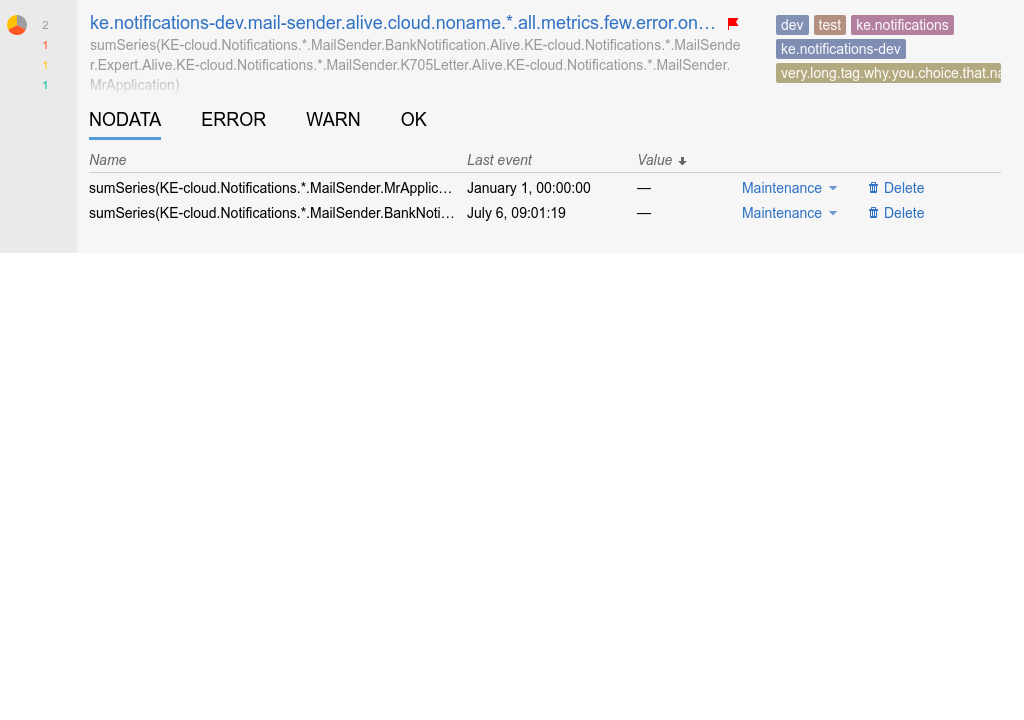 2
1
1
1
ke.notifications-dev.mail-sender.alive.cloud.noname.*.all.metrics.few.error.on…
sumSeries(KE-cloud.Notifications.*.MailSender.BankNotification.Alive.KE-cloud.Notifications.*.MailSende
r.Expert.Alive.KE-cloud.Notifications.*.MailSender.K705Letter.Alive.KE-cloud.Notifications.*.MailSender.
MrApplication)
dev test ke.notifications
ke.notifications-dev
very.long.tag.why.you.choice.that.na
NODATA ERROR WARN OK
Name Last event Value
sumSeries(KE-cloud.Notifications.*.MailSender.MrApplic… January 1, 00:00:00 — Maintenance Delete
sumSeries(KE-cloud.Notifications.*.MailSender.BankNoti… July 6, 09:01:19 — Maintenance Delete